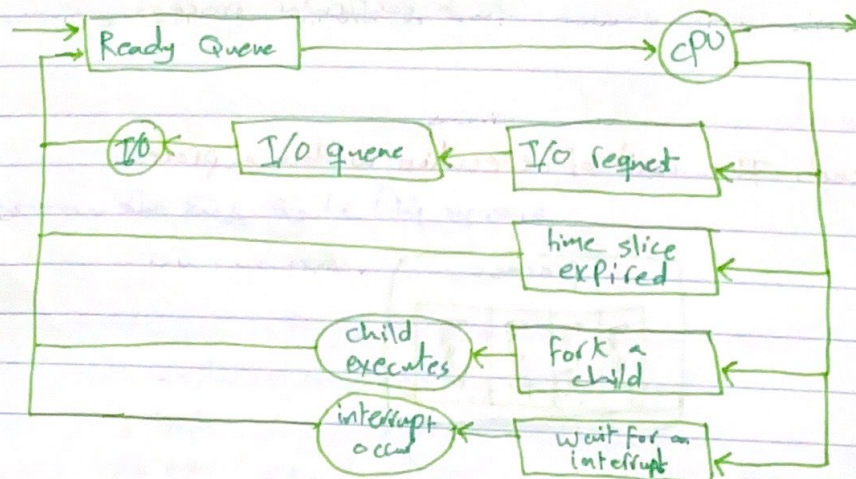 Ready Queue
CPU
I/O
I/O queue
I/O request
time slice
expired
child
executes
fork a
child
interrupt
occur
wait for an
interrupt